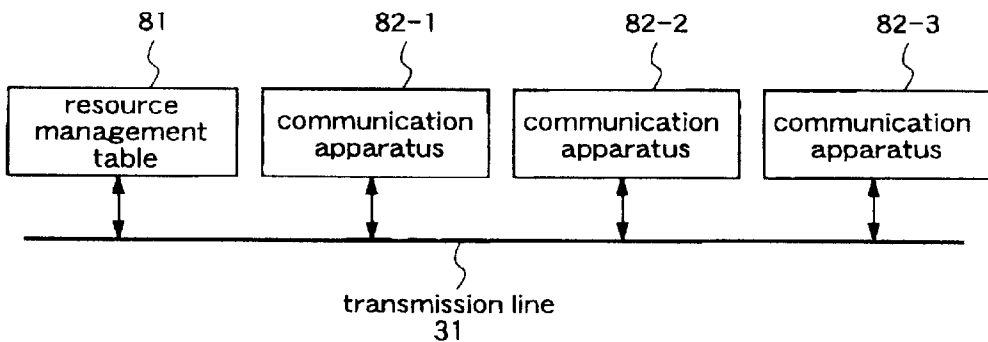 81
82-1
82-2
82-3
resource
management
table
communication
apparatus
communication
apparatus
communication
apparatus
transmission line
31